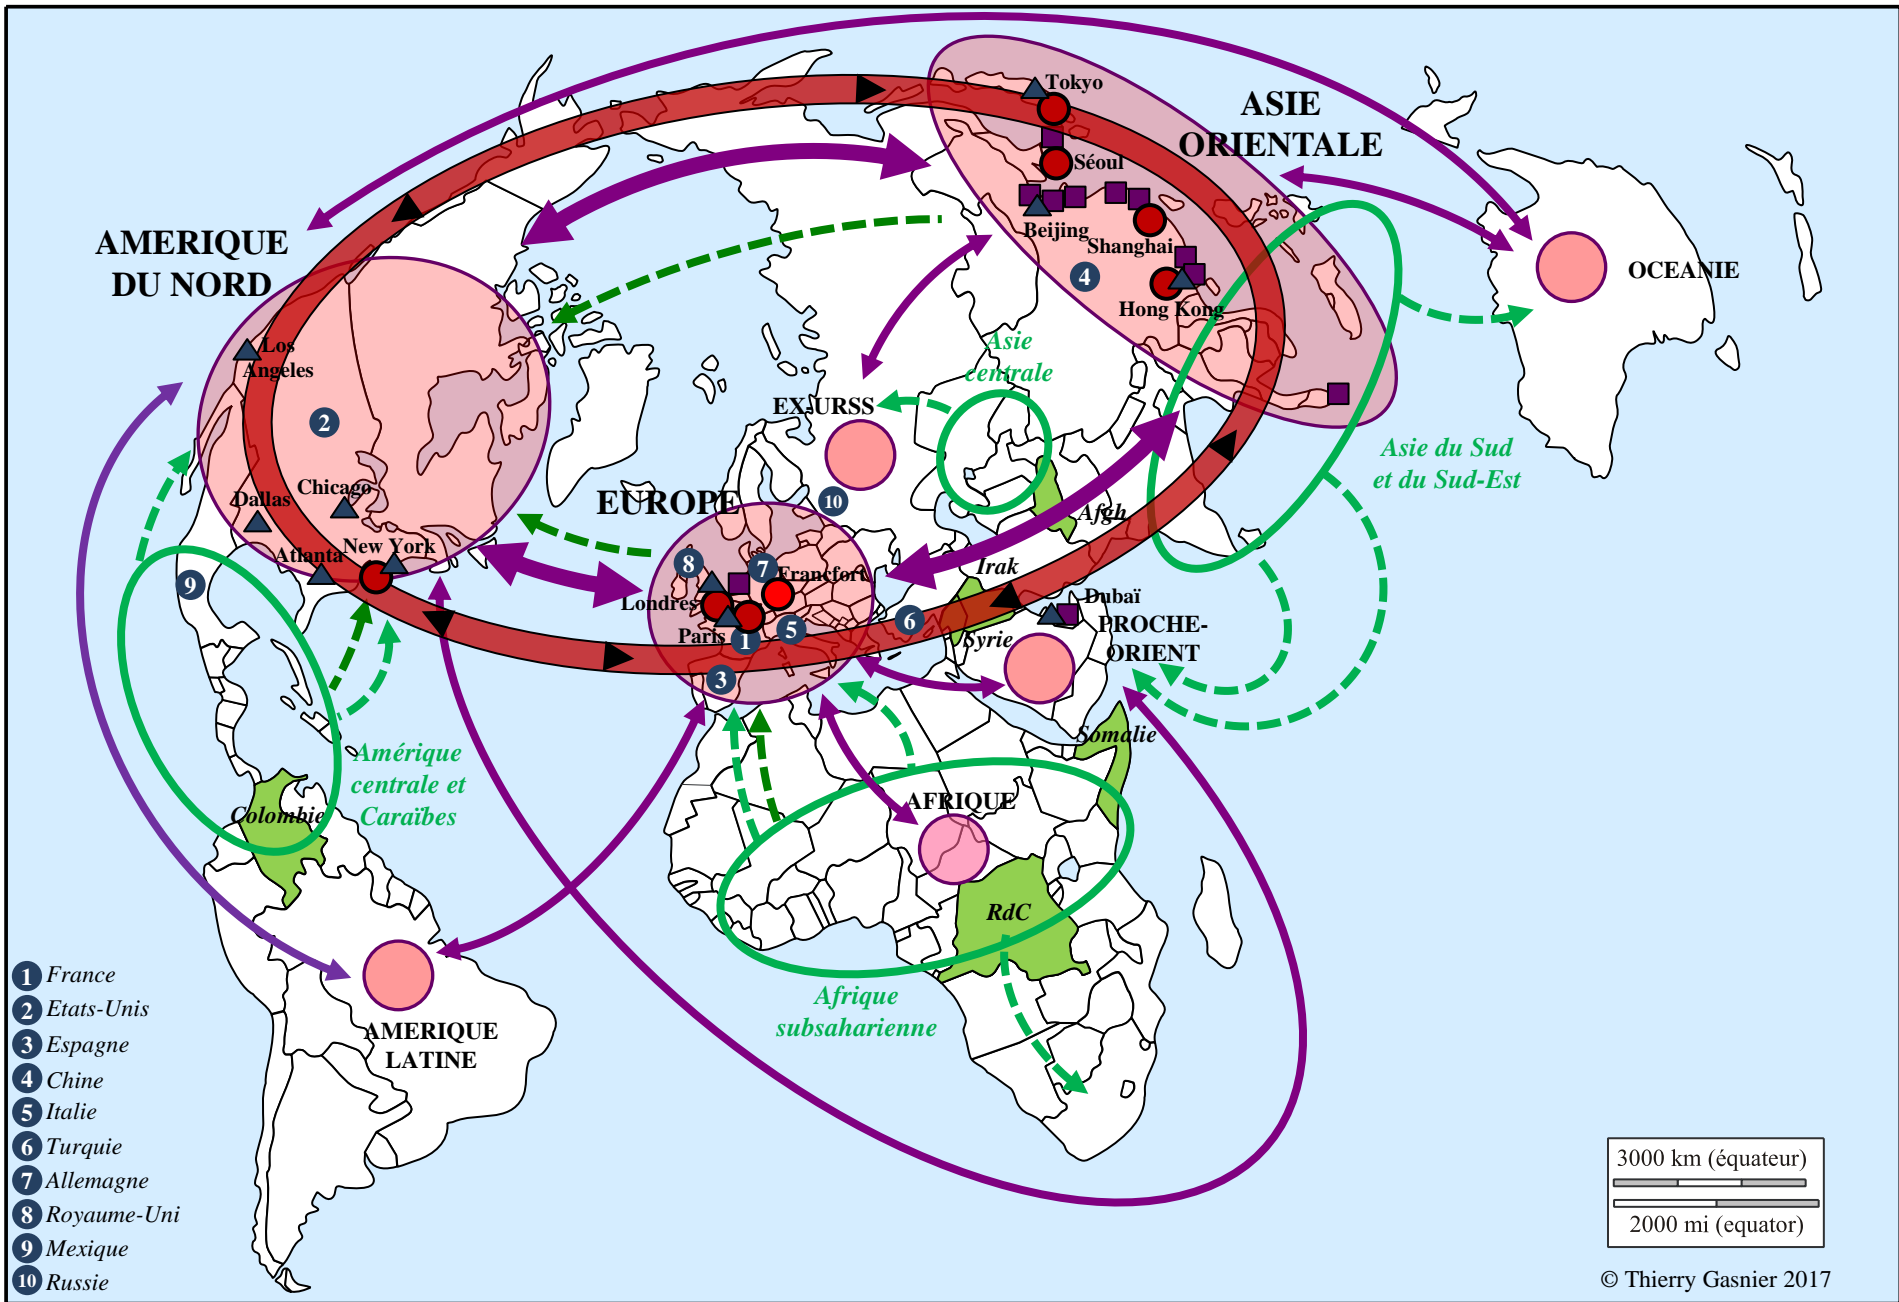 Tokyo
ASIE
ORIENTALE
Séoul
Beijing
Shanghai
4
Hong Kong
OCEANIE
AMERIQUE
DU NORD
Los
Angeles
2
Dallas
Chicago
Atlanta
New York
9
Asie
centrale
EX-URSS
10
EUROPE
Afgh
Asie du Sud
et du Sud-Est
8
7
Francfort
Londres
Paris
1
5
3
6
Irak
Syrie
Dubaï
PROCHE-
ORIENT
Somalie
Amérique
centrale et
Caraïbes
Colombie
AFRIQUE
RdC
Afrique
subsaharienne
AMERIQUE
LATINE
1 France
2 Etats-Unis
3 Espagne
4 Chine
5 Italie
6 Turquie
7 Allemagne
8 Royaume-Uni
9 Mexique
10 Russie
3000 km (équateur)
2000 mi (equator)
© Thierry Gasnier 2017